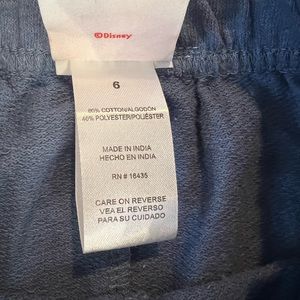 ©Disney
6
60% COTTON/ALGODÓN
40% POLYESTER/POLIÉSTER
MADE IN INDIA
HECHO EN INDIA
RN # 16435
CARE ON REVERSE
VEA EL REVERSO
PARA SU CUIDADO